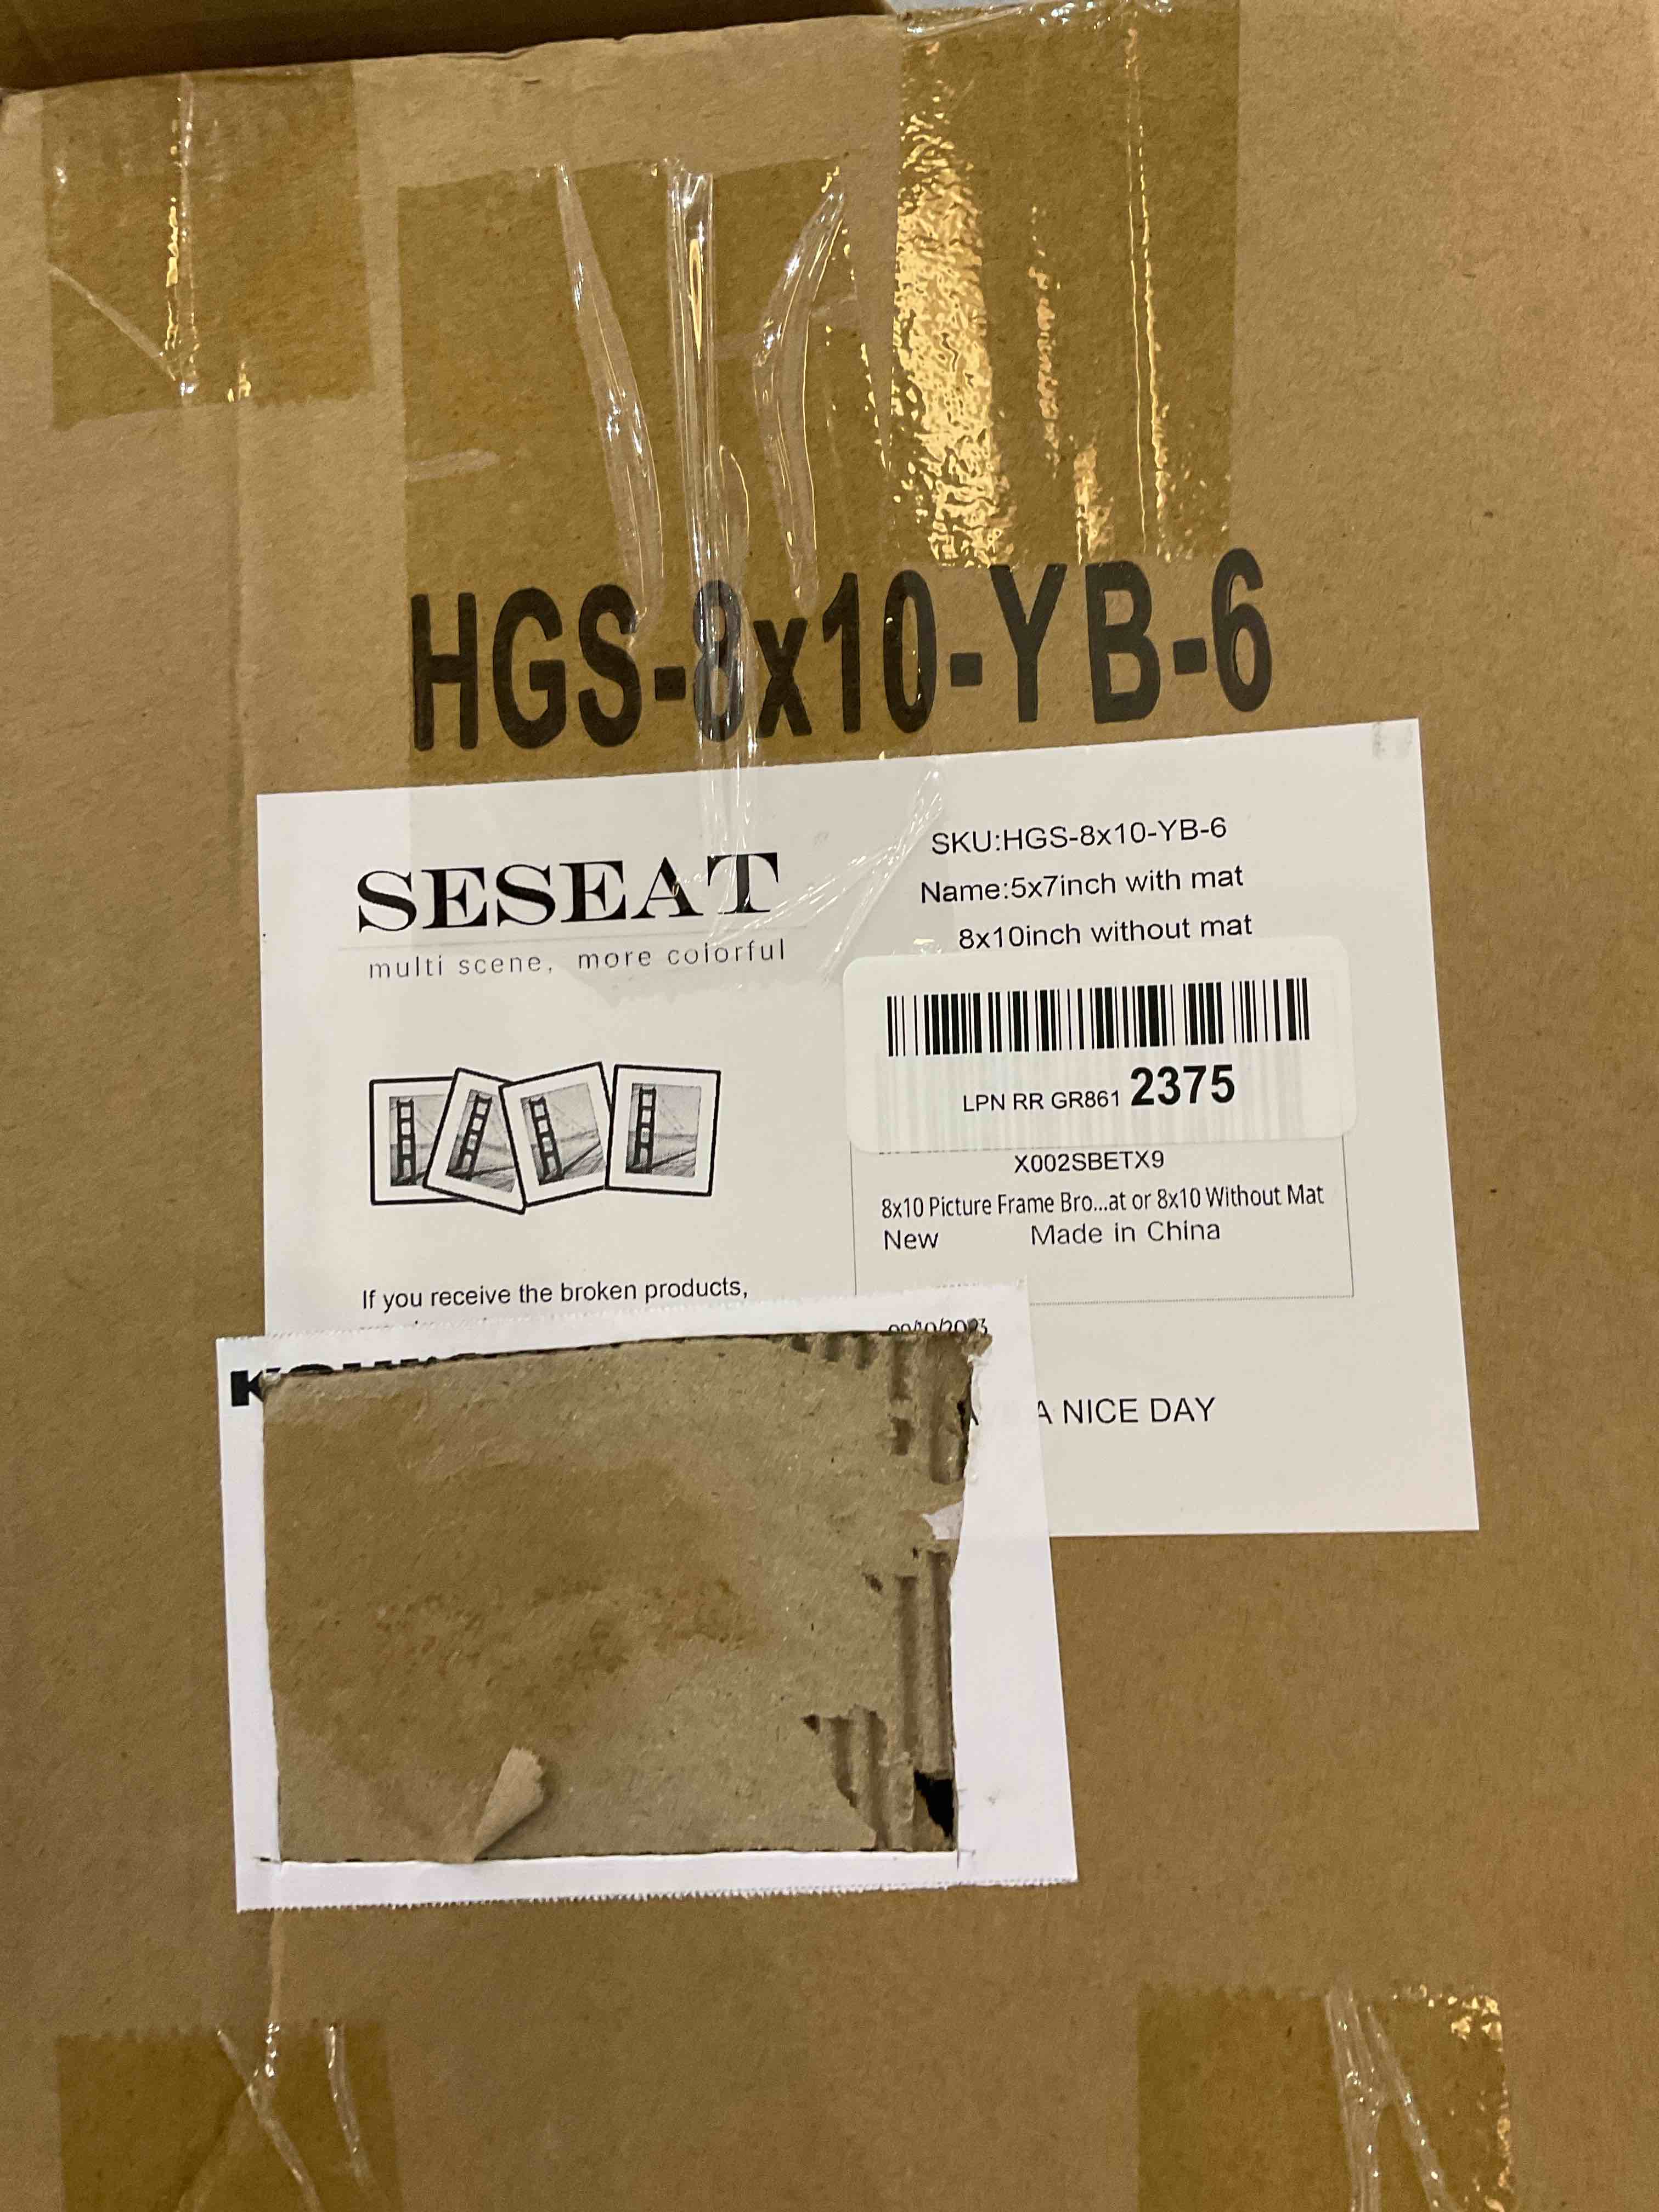 HGS-8x10-YB-6
SESEAT
multi scene, more colorful
SKU:HGS-8x10-YB-6
Name:5x7inch with mat
8x10inch without mat
LPN RR GR861 2375
X002SBETX9
8x10 Picture Frame Bro...at or 8x10 Without Mat
New Made in China
If you receive the broken products,
A NICE DAY